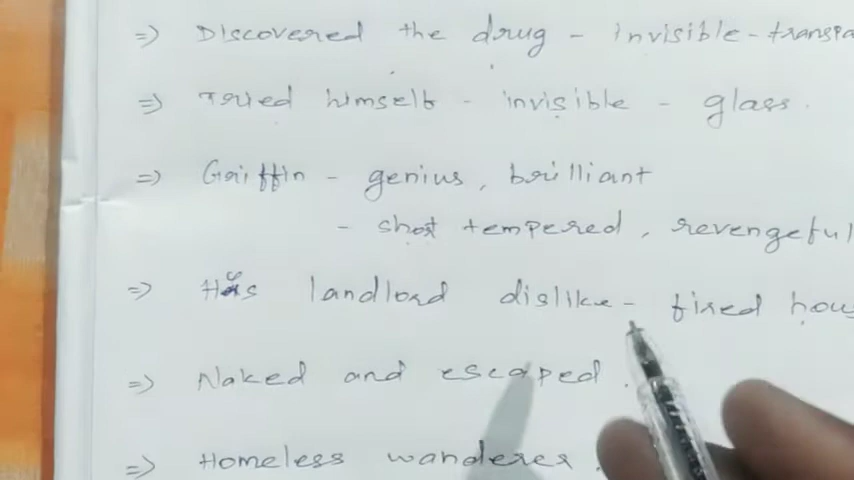 => Discovered the drug - invisible - transpa
=> Tried himself - invisible - glass.
=> Griffin - genius, brilliant
- short tempered, revengeful
=> His landlord dislike - fired hou
=> Naked and escaped.
=> Homeless wanderer.